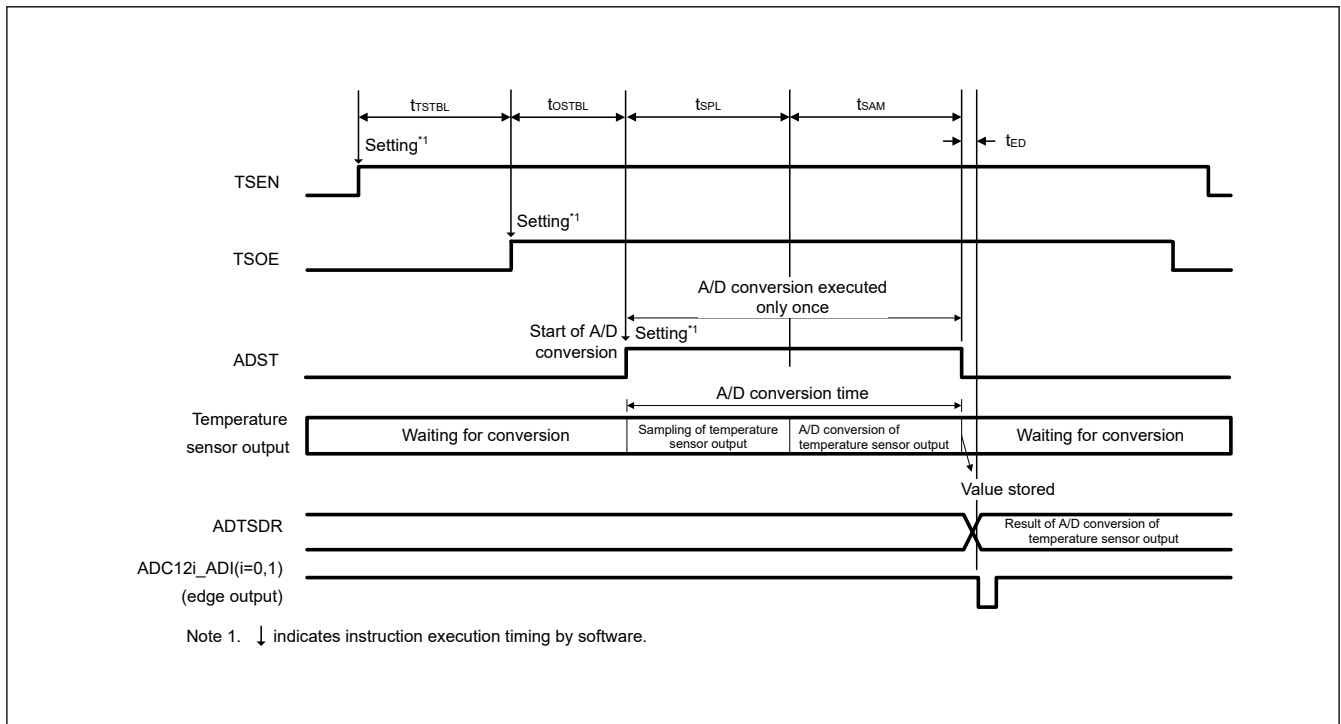 tTSTBL
tOSTBL
tSPL
tSAM
tED
Setting*1
TSEN
Setting*1
TSOE
A/D conversion executed
only once
Start of A/D
conversion
Setting*1
ADST
A/D conversion time
Temperature
sensor output
Waiting for conversion
Sampling of temperature
sensor output
A/D conversion of
temperature sensor output
Waiting for conversion
Value stored
ADTSDR
Result of A/D conversion of
temperature sensor output
ADC12i_ADI(i=0,1)
(edge output)
Note 1. ↓ indicates instruction execution timing by software.